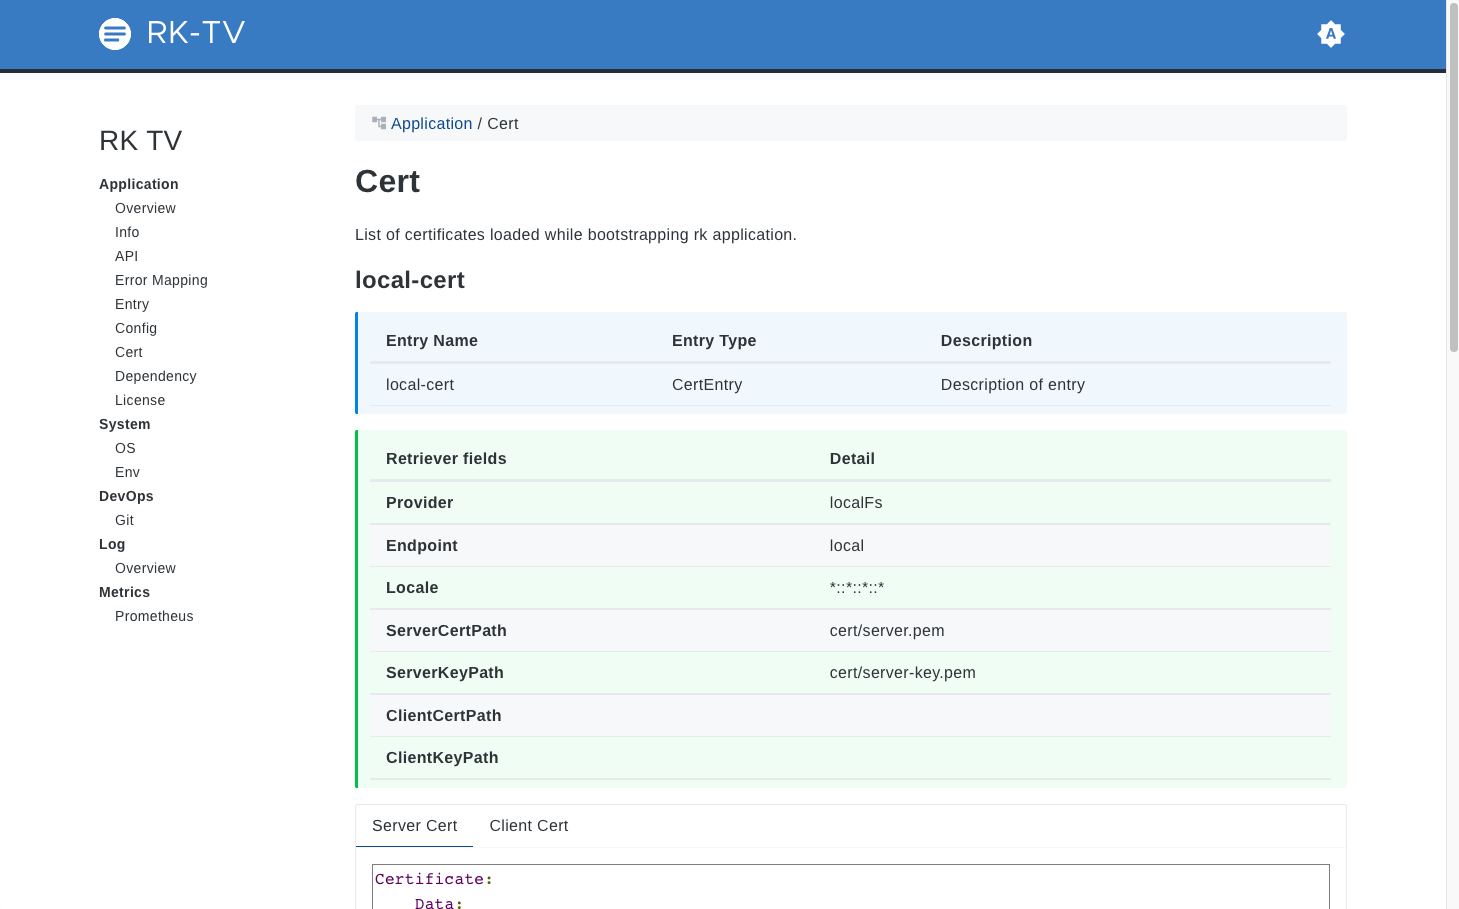 RK-TV
A
RK TV
Application
Overview
Info
API
Error Mapping
Entry
Config
Cert
Dependency
License
System
OS
Env
DevOps
Git
Log
Overview
Metrics
Prometheus
Application / Cert
Cert
List of certificates loaded while bootstrapping rk application.
local-cert
Entry Name Entry Type Description
local-cert CertEntry Description of entry
Retriever fields Detail
Provider localFs
Endpoint local
Locale *::*::*::*
ServerCertPath cert/server.pem
ServerKeyPath cert/server-key.pem
ClientCertPath
ClientKeyPath
Server Cert Client Cert
Certificate:
Data: